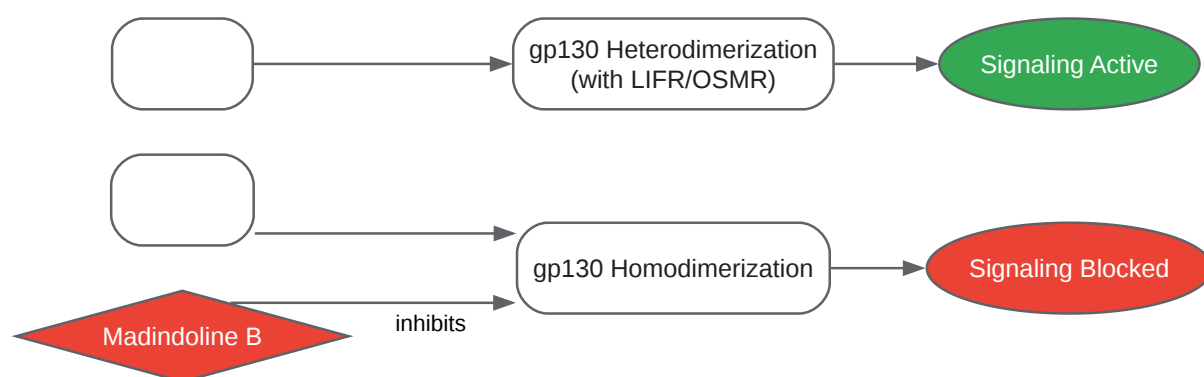 gp130 Heterodimerization
(with LIFR/OSMR)
Signaling Active
gp130 Homodimerization
Signaling Blocked
Madindoline B
inhibits